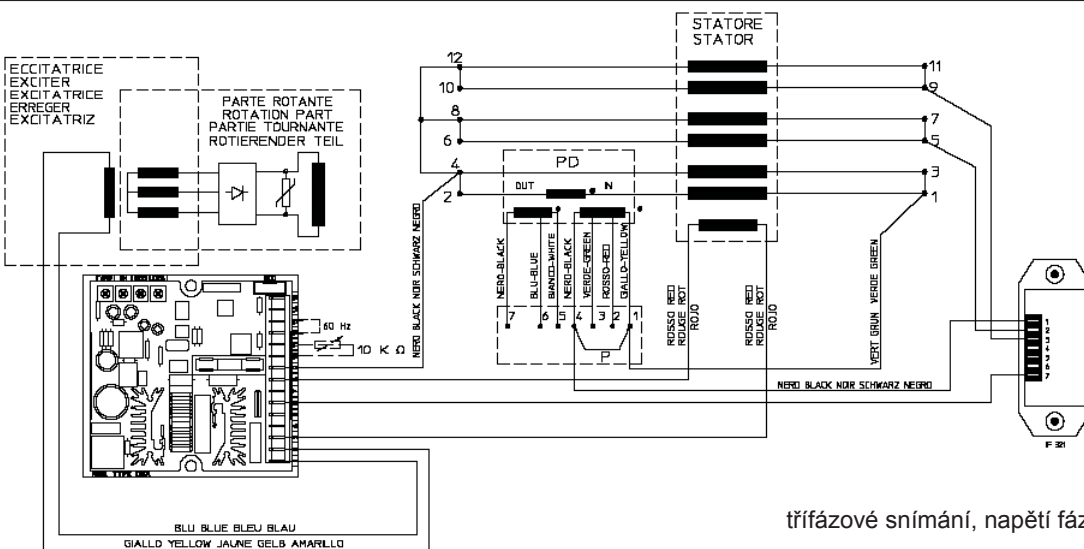 STATORE
STATOR
ECCITATRICE
EXCITER
EXCITATRICE
ERREGER
EXCITATRIZ
PARTE ROTANTE
ROTATION PART
PARTIE TOURNANTE
ROTIERENDER TEIL
12
10
8
6
4
2
11
9
7
5
3
1
PD
OUT
IN
NERO-BLACK
BLU-BLUE
BIANCO-WHITE
NERO-BLACK
VERDE-GREEN
ROSSO-RED
GIALLO-YELLOW
7
6
5
4
3
2
1
P
NERO BLACK NOIR SCHWARZ NEGRO
60 Hz
10 K Ω
ROSSO RED
ROUGE ROT
ROJO
ROSSO RED
ROUGE ROT
ROJO
VERT GRUN VERDE GREEN
NERO BLACK NOIR SCHWARZ NEGRO
1
2
3
4
5
6
7
BLU BLUE BLEU BLAU
GIALLO YELLOW JAUNE GELB AMARILLO
třífázové snímání, napětí fáz